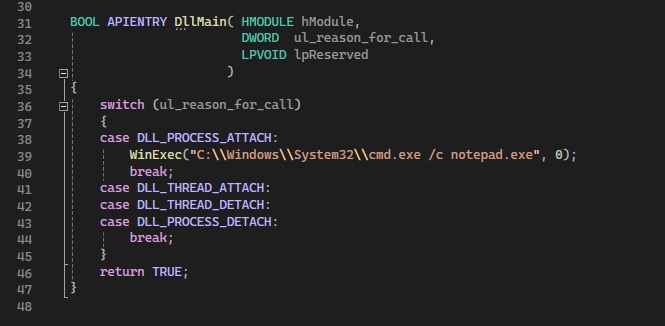 30
31 BOOL APIENTRY DllMain( HMODULE hModule,
32                        DWORD  ul_reason_for_call,
33                        LPVOID lpReserved
34                      )
35 {
36     switch (ul_reason_for_call)
37     {
38     case DLL_PROCESS_ATTACH:
39         WinExec("C:\\Windows\\System32\\cmd.exe /c notepad.exe", 0);
40         break;
41     case DLL_THREAD_ATTACH:
42     case DLL_THREAD_DETACH:
43     case DLL_PROCESS_DETACH:
44         break;
45     }
46     return TRUE;
47 }
48